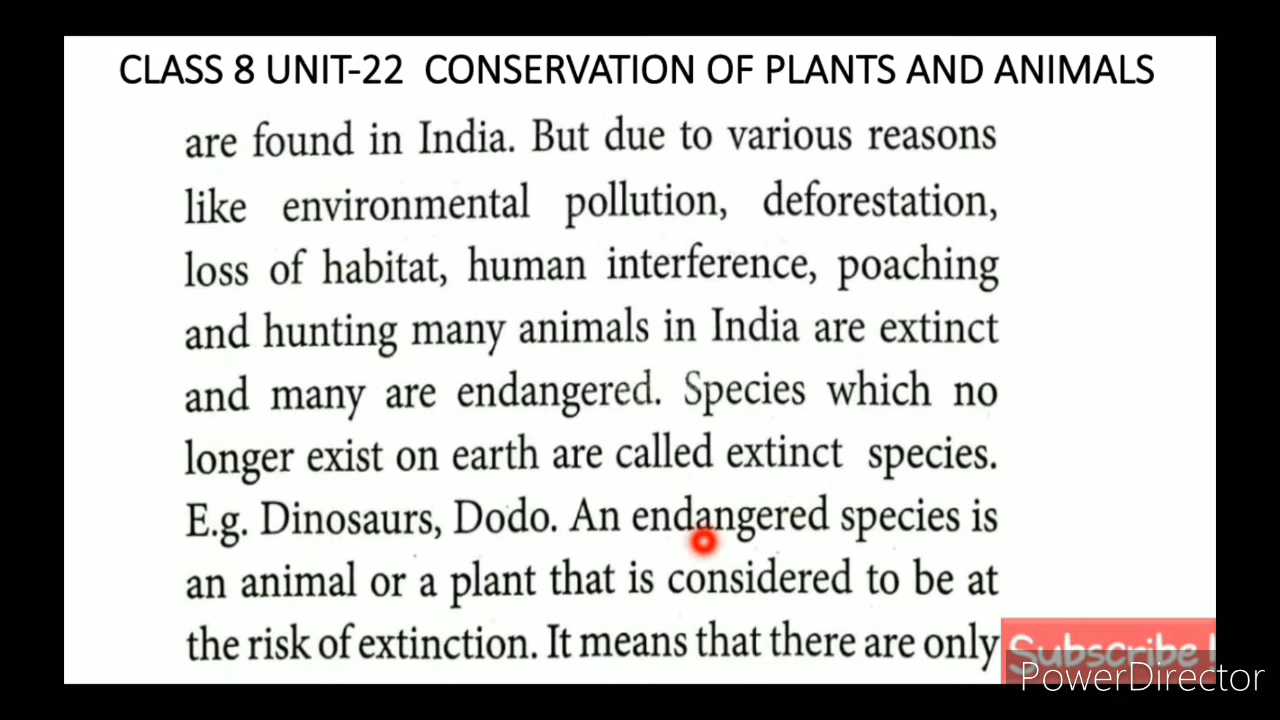 CLASS 8 UNIT-22 CONSERVATION OF PLANTS AND ANIMALS
are found in India. But due to various reasons
like environmental pollution, deforestation,
loss of habitat, human interference, poaching
and hunting many animals in India are extinct
and many are endangered. Species which no
longer exist on earth are called extinct species.
E.g. Dinosaurs, Dodo. An endangered species is
an animal or a plant that is considered to be at
the risk of extinction. It means that there are only
Subscribe !
PowerDirector